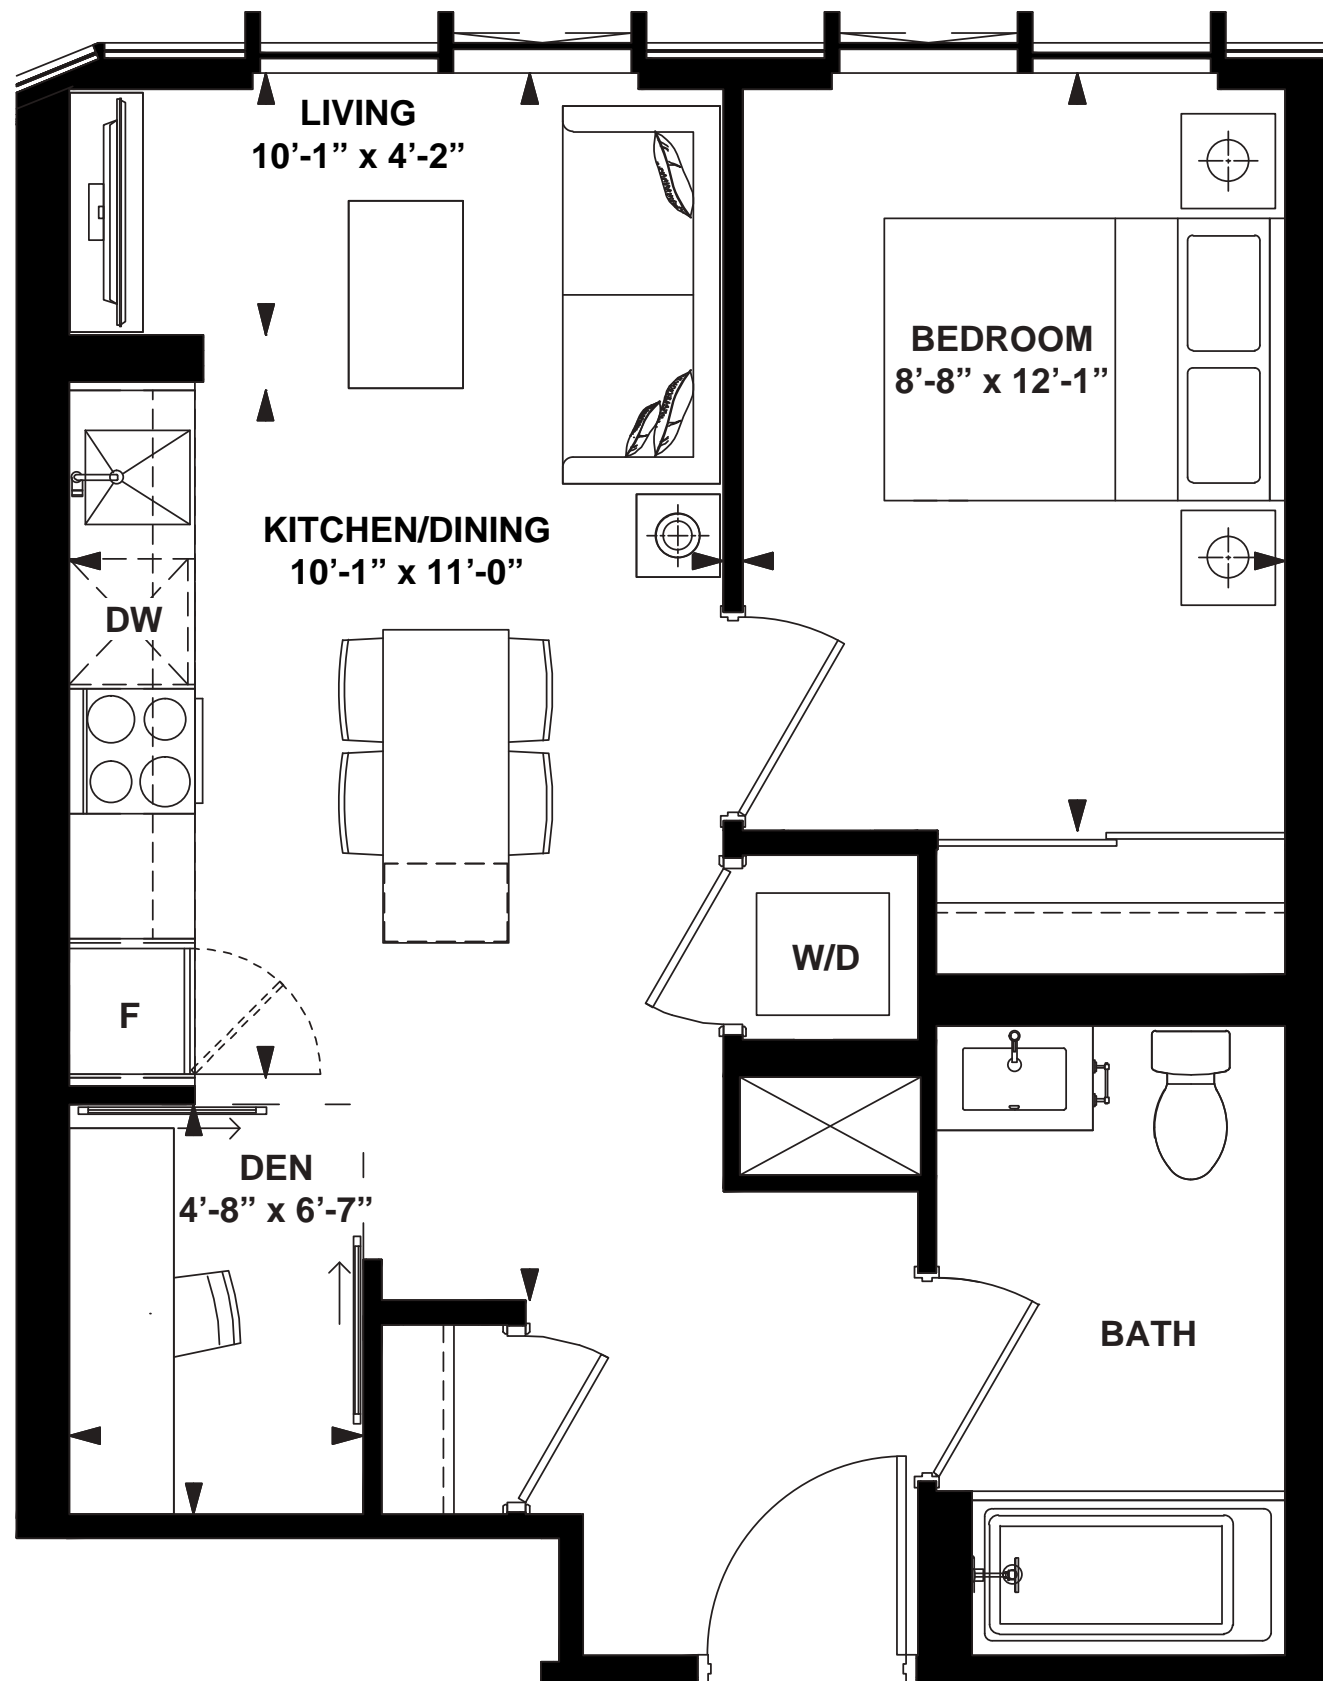 LIVING
10’-1” x 4’-2”
BEDROOM
8’-8” x 12’-1”
KITCHEN/DINING
10’-1” x 11’-0”
DW
W/D
F
DEN
4’-8” x 6’-7”
BATH